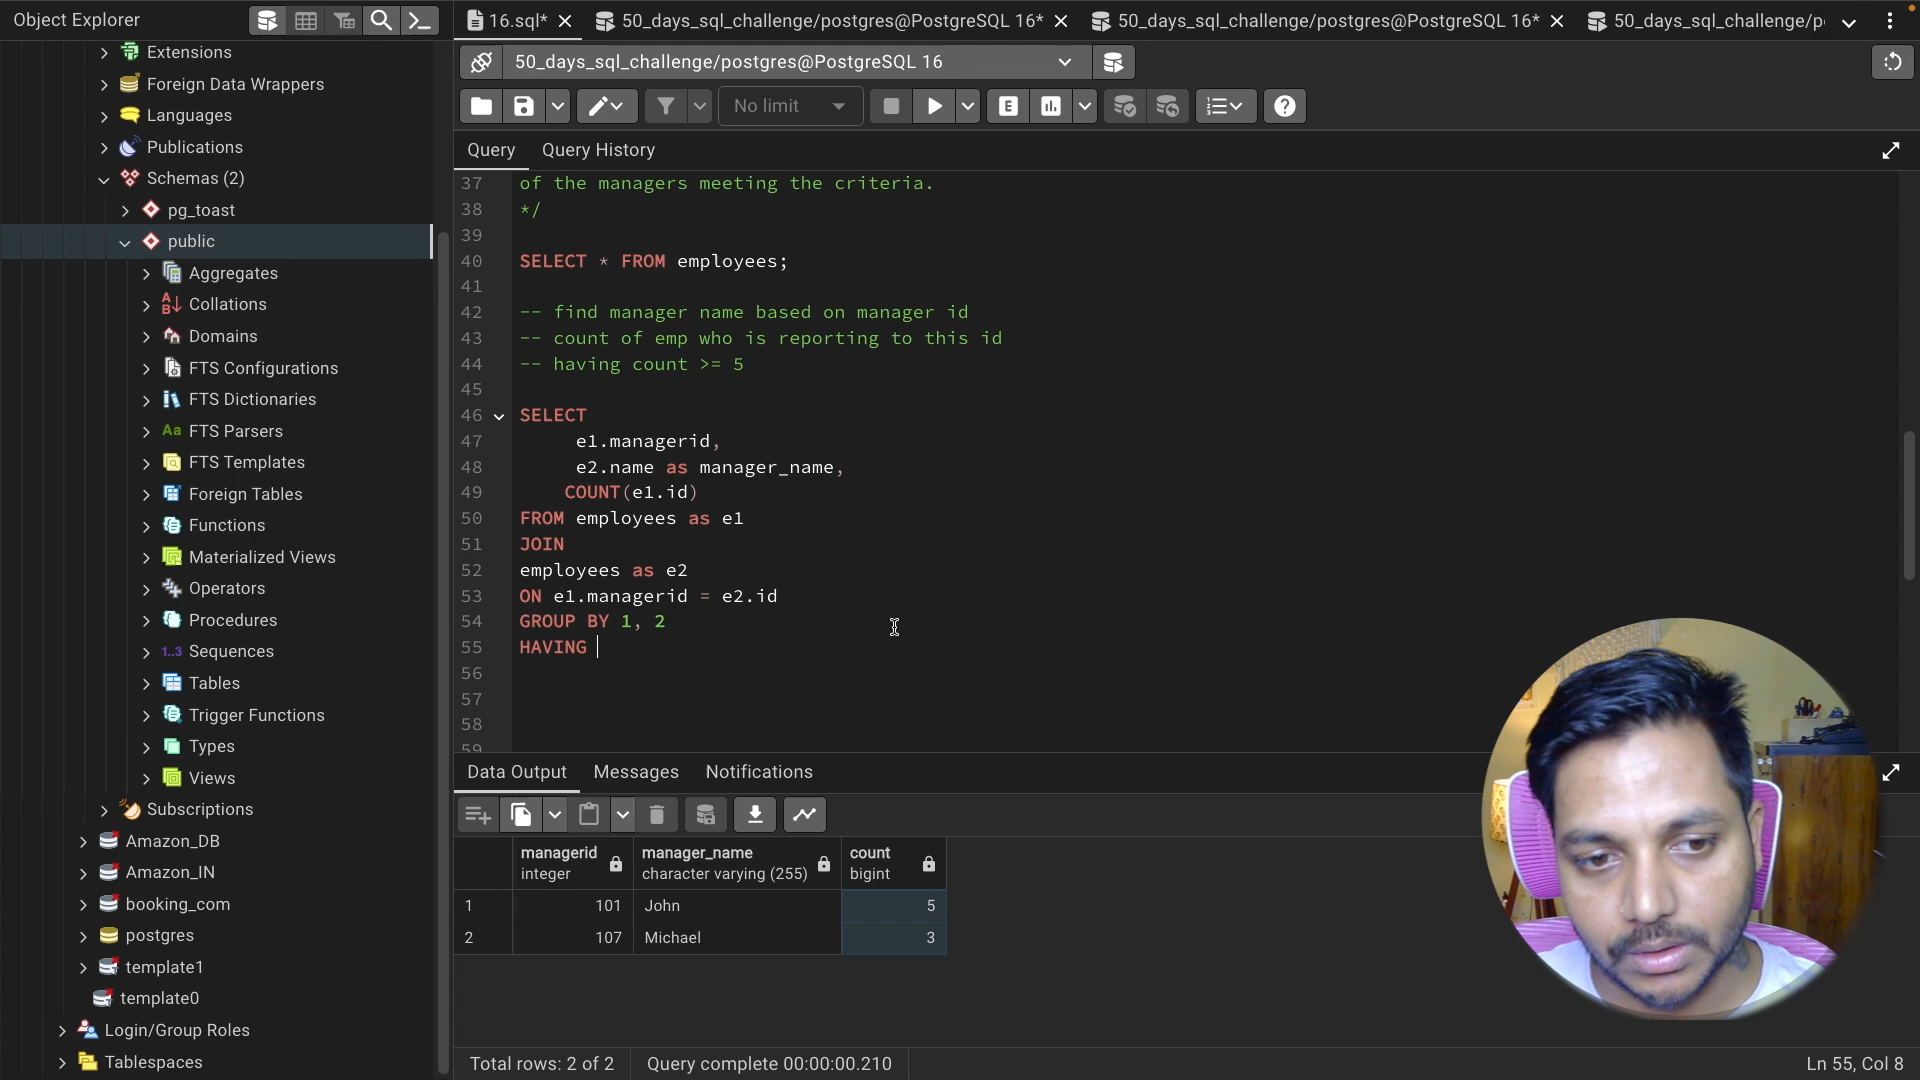 Object Explorer
16.sql*
50_days_sql_challenge/postgres@PostgreSQL 16*
50_days_sql_challenge/postgres@PostgreSQL 16*
50_days_sql_challenge/p
Extensions
Foreign Data Wrappers
Languages
Publications
Schemas (2)
pg_toast
public
Aggregates
Collations
Domains
FTS Configurations
FTS Dictionaries
Aa FTS Parsers
FTS Templates
Foreign Tables
Functions
Materialized Views
Operators
Procedures
1..3 Sequences
Tables
Trigger Functions
Types
Views
Subscriptions
Amazon_DB
Amazon_IN
booking_com
postgres
template1
template0
Login/Group Roles
Tablespaces
50_days_sql_challenge/postgres@PostgreSQL 16
No limit
E
Query
Query History
37 of the managers meeting the criteria.
38 */
39
40 SELECT * FROM employees;
41
42 -- find manager name based on manager id
43 -- count of emp who is reporting to this id
44 -- having count >= 5
45
46 SELECT
47 e1.managerid,
48 e2.name as manager_name,
49 COUNT(e1.id)
50 FROM employees as e1
51 JOIN
52 employees as e2
53 ON e1.managerid = e2.id
54 GROUP BY 1, 2
55 HAVING
56
57
58
59
Data Output
Messages
Notifications
managerid integer
manager_name character varying (255)
count bigint
1 101 John 5
2 107 Michael 3
Total rows: 2 of 2
Query complete 00:00:00.210
Ln 55, Col 8